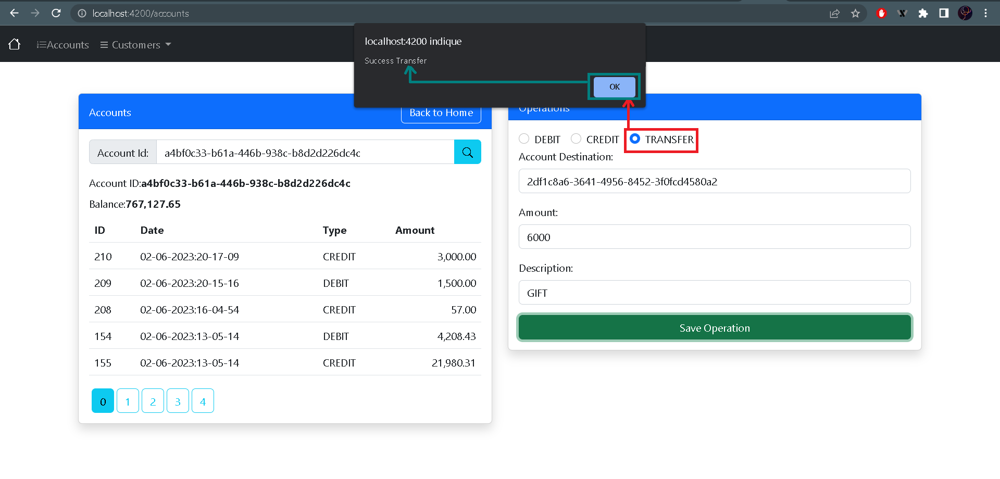 localhost:4200/accounts
Accounts
Customers
localhost:4200 indique
Success Transfer
OK
Accounts
Back to Home
Account Id:
a4bf0c33-b61a-446b-938c-b8d2d226dc4c
Account ID:a4bf0c33-b61a-446b-938c-b8d2d226dc4c
Balance:767,127.65
ID Date Type Amount
210 02-06-2023:20-17-09 CREDIT 3,000.00
209 02-06-2023:20-15-16 DEBIT 1,500.00
208 02-06-2023:16-04-54 CREDIT 57.00
154 02-06-2023:13-05-14 DEBIT 4,208.43
155 02-06-2023:13-05-14 CREDIT 21,980.31
0 1 2 3 4
Operations
DEBIT CREDIT TRANSFER
Account Destination:
2df1c8a6-3641-4956-8452-3f0fcd4580a2
Amount:
6000
Description:
GIFT
Save Operation